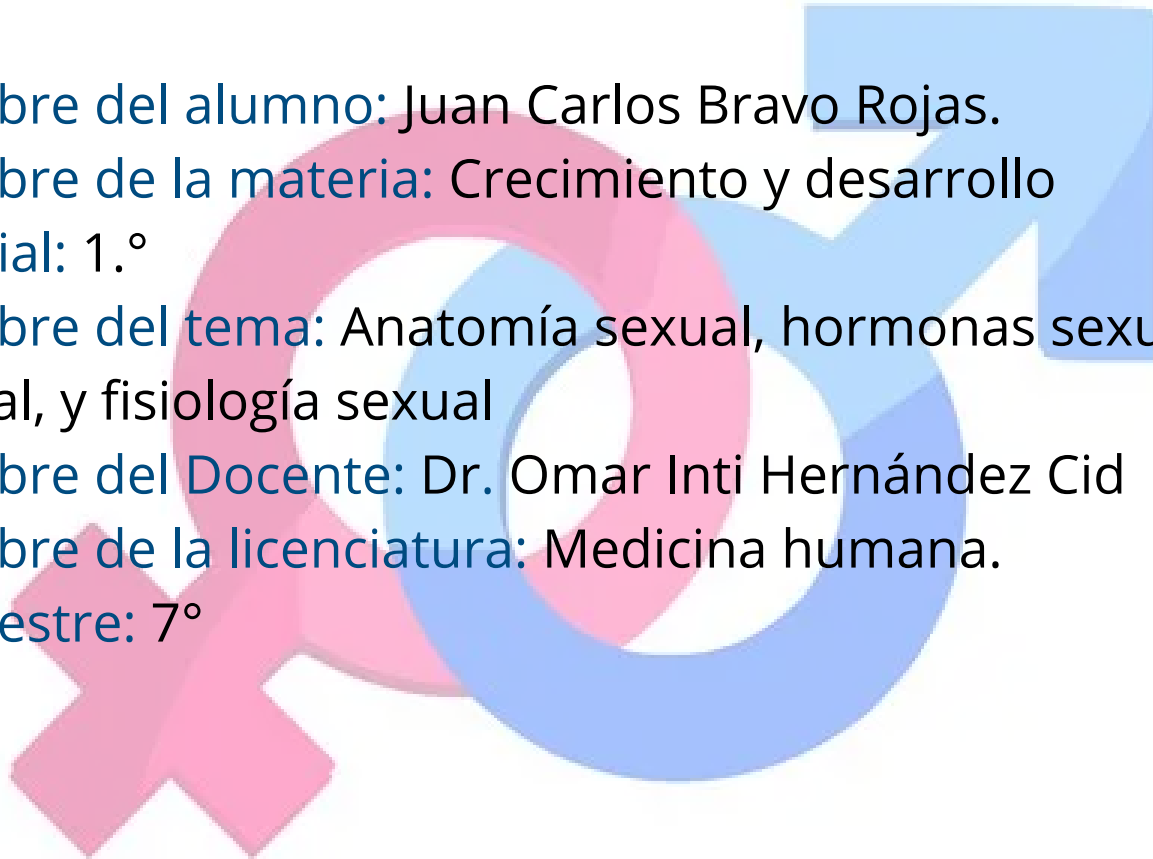 bre del alumno: Juan Carlos Bravo Rojas.
bre de la materia: Crecimiento y desarrollo
ial: 1.°
bre del tema: Anatomía sexual, hormonas sexu
al, y fisiología sexual
bre del Docente: Dr. Omar Inti Hernández Cid
bre de la licenciatura: Medicina humana.
estre: 7°